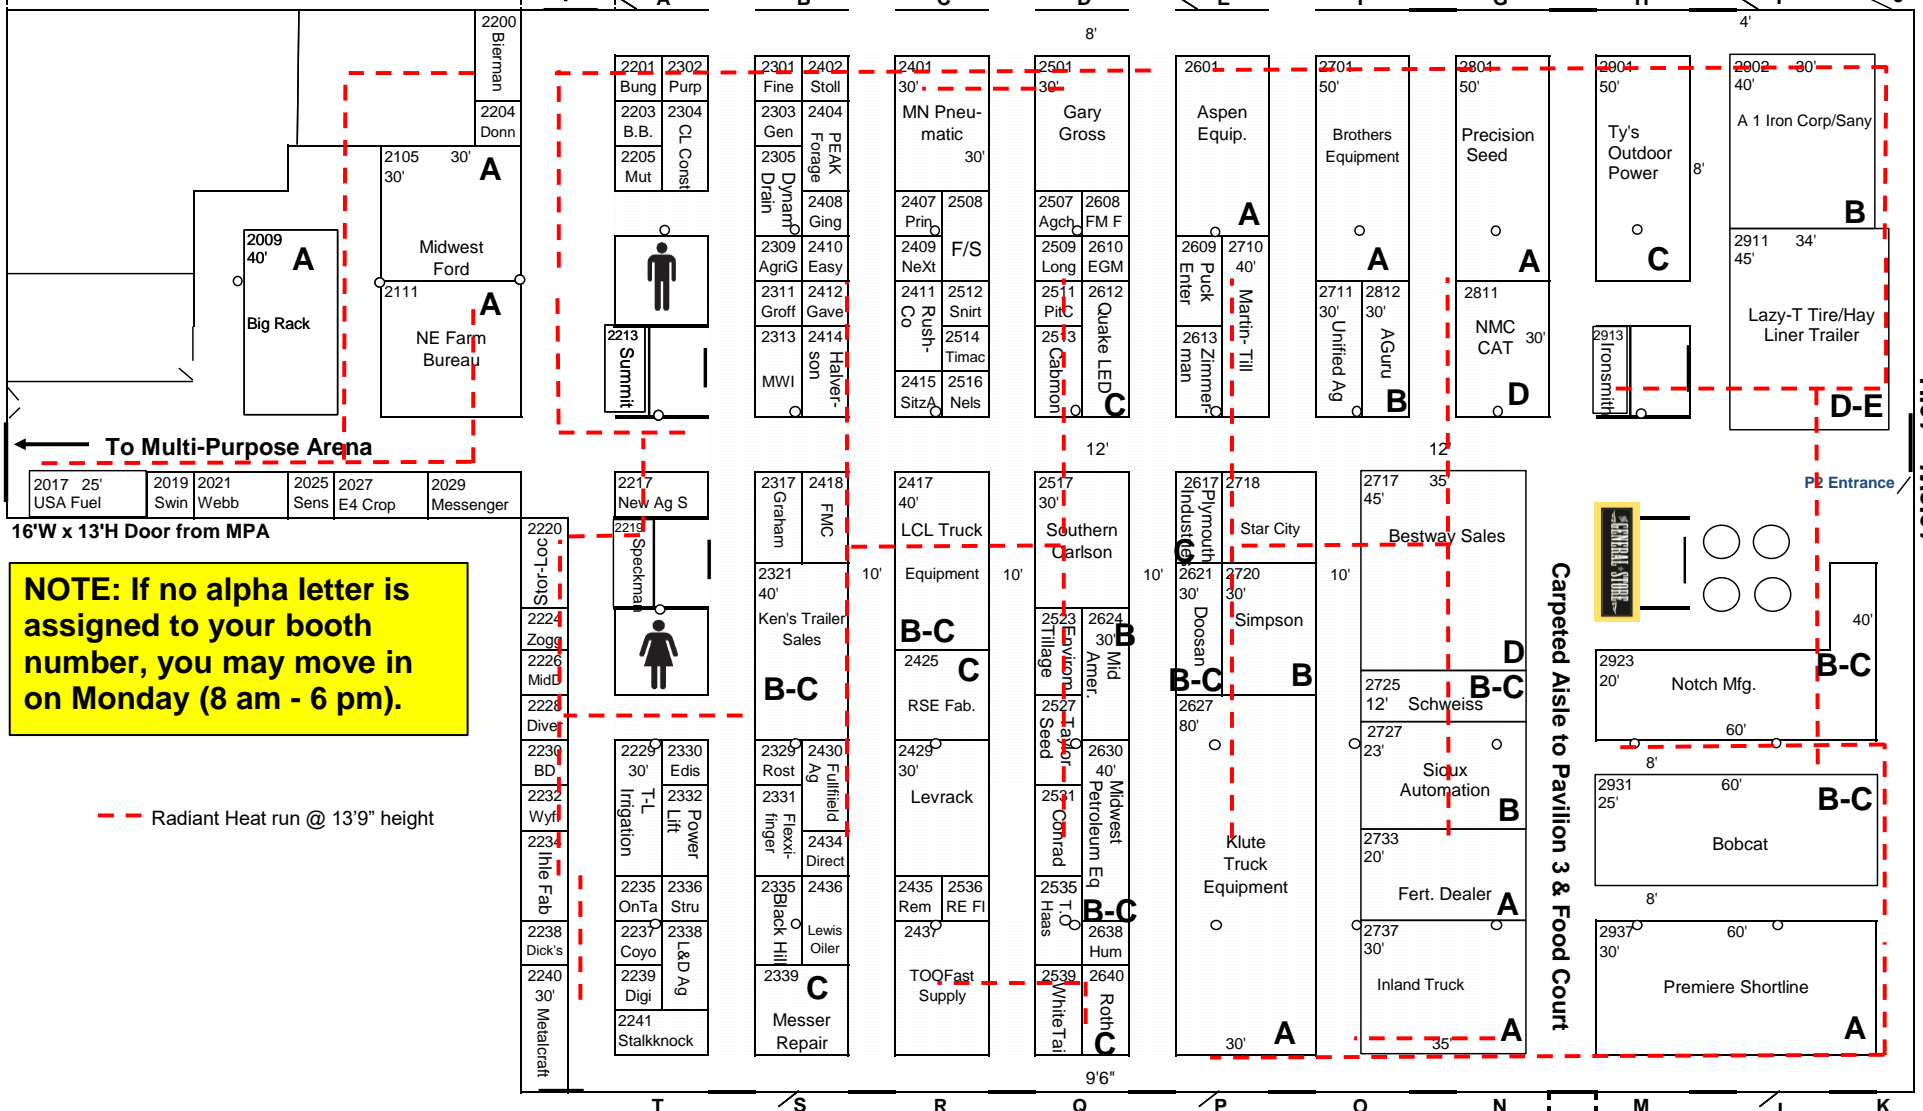 A B C D E F G H I
8'
4'
2200
Bierman
2204
Donn
2105 30'
30'
A
Midwest
Ford
2111
A
NE Farm
Bureau
2009
40'
A
Big Rack
To Multi-Purpose Arena
2017 25'
USA Fuel
2019
Swin
2021
Webb
2025
Sens
2027
E4 Crop
2029
Messenger
16'W x 13'H Door from MPA
NOTE: If no alpha letter is
assigned to your booth
number, you may move in
on Monday (8 am - 6 pm).
Radiant Heat run @ 13'9” height
2220
Stor-Loc
2224
Zogg
2226
MidD
2228
Diver
2230
BD
2232
Wyff
2234
Ihle Fab
2238
Dick's
2240
30'
Metalcraft
2201
Bung
2302
Purp
2203
B.B.
2304
CL Const
2205
Mut
2213
Summit
2217
New Ag S
2219
Speckman
2229
30'
T-L
Irrigation
2330
Edis
2332
Power
Lift
2235
OnTa
2336
Stru
2237
Coyo
2338
L&D Ag
2239
Digi
2241
Stalkknock
2301
Fine
2402
Stoll
2303
Gen
2404
PEAK
Forage
2305
Dynam
Drain
2408
Ging
2309
AgriG
2410
Easy
2311
Groff
2412
Gave
2313
MWI
2414
Halver-
son
2317
Graham
2418
FMC
2321
40'
Ken's Trailer
Sales
B-C
2329
Rost
2430
Fullfiield
Ag
2331
Flexxi-
finger
2434
Direct
2335
Black Hill
2436
Lewis
Oiler
2339
C
Messer
Repair
10'
2401
30'
MN Pneu-
matic
30'
2407
Prin
2508
F/S
2409
NeXt
2411
Rush-
Co
2512
Snirt
2514
Timac
2415
SitzA
2516
Nels
2417
40'
LCL Truck
Equipment
B-C
2425
C
RSE Fab.
2429
30'
Levrack
2435
Rem
2536
RE Fl
2437
TOOFast
Supply
10'
2501
30'
Gary
Gross
2507
Agch
2608
FM F
2509
Long
2610
EGM
2511
PitC
2612
Quake LED
C
2513
Cabmon
12'
2517
30'
Southern
Carlson
2523
Environ
Tillage
2624
30'
B
Mid
Amer.
2527
Taylor
Seed
2630
40'
Midwest
Petroleum Eq
B-C
2531
Conrad
2535
T.O
Haas
2638
Hum
2539
WhiteTai
2640
Roth
C
9'6"
10'
2601
Aspen
Equip.
A
2609
Puck
Enter
2710
40'
Martin- Till
2613
Zimmer-
man
2617
Plymouth
Industries
C
2718
Star City
2621
30'
Doosan
B-C
2720
30'
Simpson
B
2627
80'
Klute
Truck
Equipment
30'
A
10'
2701
50'
Brothers
Equipment
A
2711
30'
Unified Ag
2812
30'
AGuru
B
12'
2717 35'
45'
Bestway Sales
D
2725
12'
Schweiss
B-C
2727
23'
Sioux
Automation
B
2733
20'
Fert. Dealer
A
2737
30'
Inland Truck
35'
A
2801
50'
Precision
Seed
A
2811
NMC
CAT
30'
D
Carpeted Aisle to Pavilion 3 & Food Court
2901
50'
Ty's
Outdoor
Power
8'
C
2913
Ironsmith
GENERAL STORE
2902 30'
40'
A 1 Iron Corp/Sany
B
2911 34'
45'
Lazy-T Tire/Hay
Liner Trailer
D-E
P2 Entrance
40'
2923
20'
Notch Mfg.
B-C
60'
8'
2931 60'
25'
B-C
Bobcat
8'
2937 60'
30'
Premiere Shortline
A
T S R Q P O N M L K